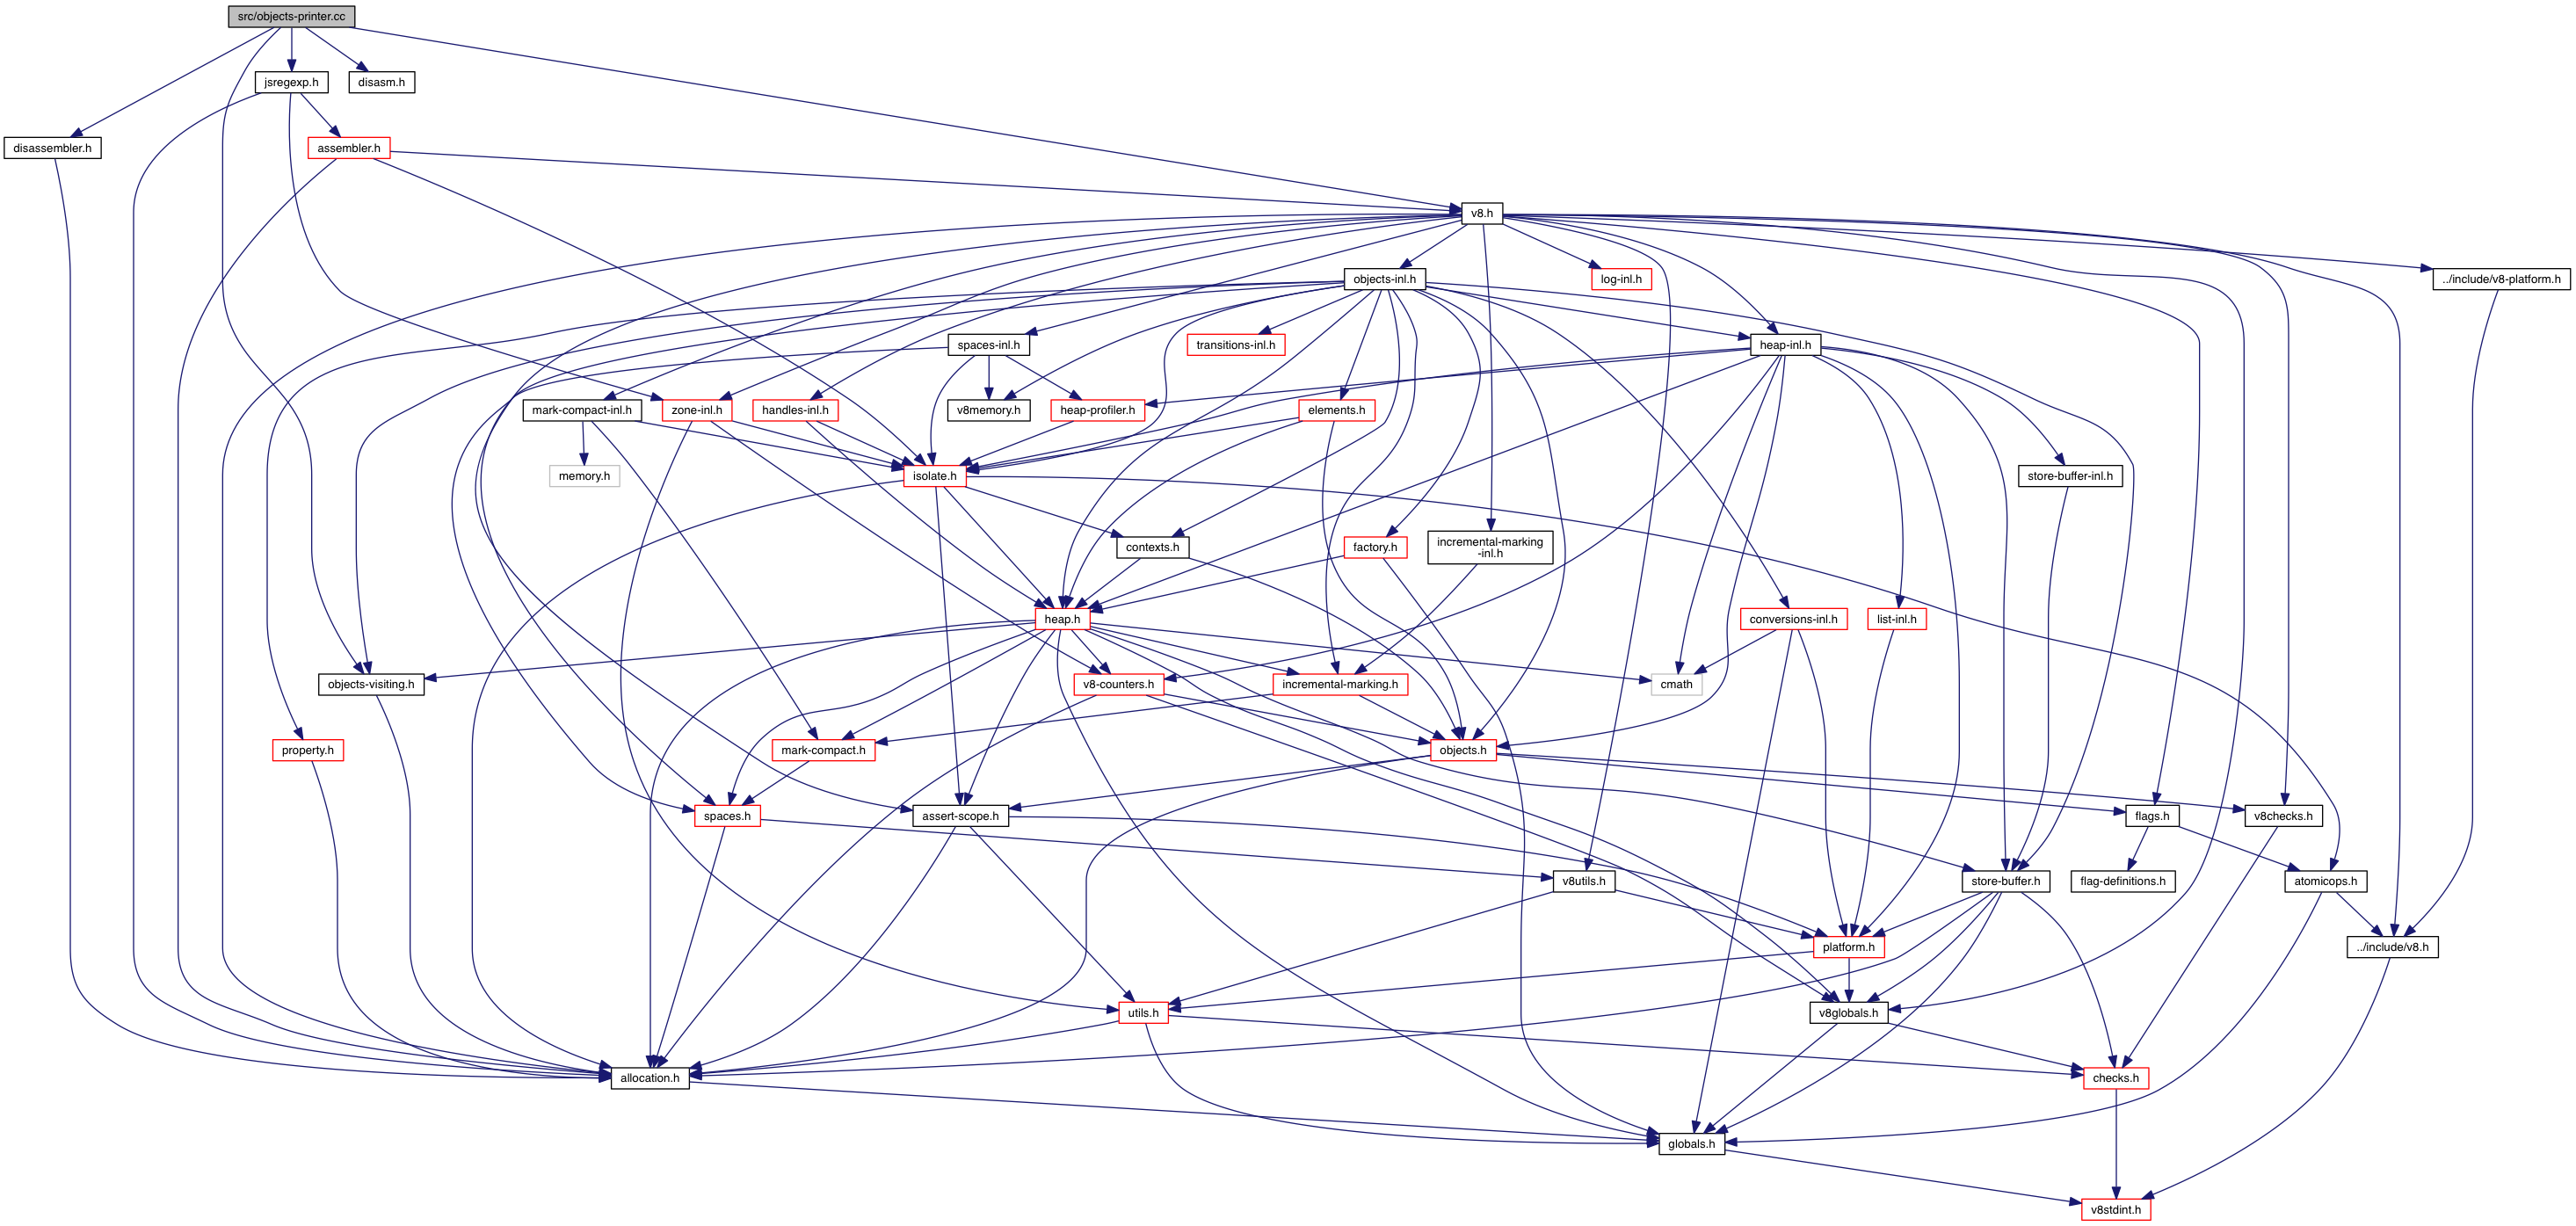 src/objects-printer.cc
jsregexp.h
disasm.h
disassembler.h
assembler.h
v8.h
objects-inl.h
log-inl.h
../include/v8-platform.h
spaces-inl.h
transitions-inl.h
heap-inl.h
mark-compact-inl.h
zone-inl.h
handles-inl.h
v8memory.h
heap-profiler.h
elements.h
memory.h
isolate.h
store-buffer-inl.h
contexts.h
factory.h
incremental-marking
-inl.h
heap.h
conversions-inl.h
list-inl.h
objects-visiting.h
v8-counters.h
incremental-marking.h
cmath
property.h
mark-compact.h
objects.h
spaces.h
assert-scope.h
flags.h
v8checks.h
v8utils.h
store-buffer.h
flag-definitions.h
atomicops.h
platform.h
../include/v8.h
utils.h
v8globals.h
allocation.h
checks.h
globals.h
v8stdint.h